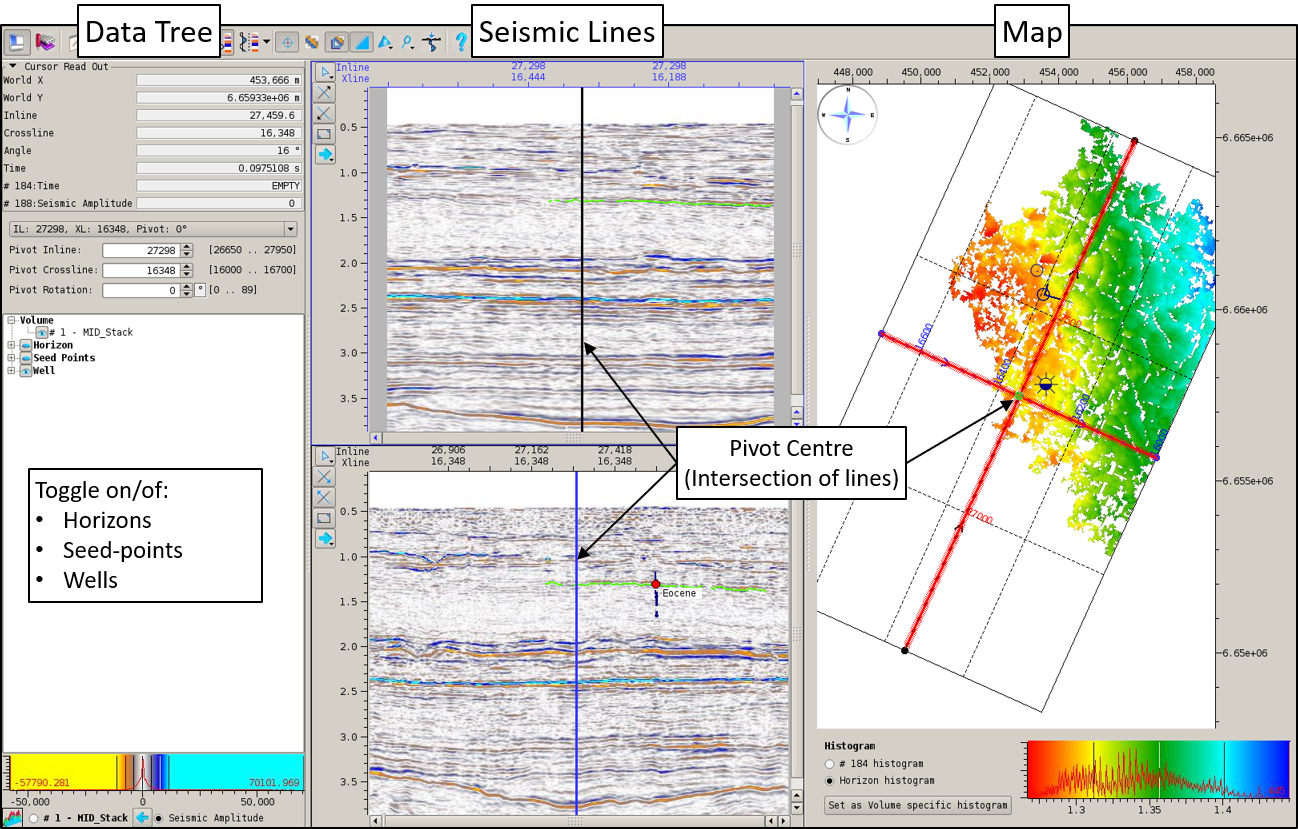 Data Tree
Seismic Lines
Map
Cursor Read Out
World X 453,666 m
World Y 6.65933e+06 m
Inline 27,459.6
Crossline 16,348
Angle 16 °
Time 0.0975108 s
# 184:Time EMPTY
# 188:Seismic Amplitude 0
IL: 27298, XL: 16348, Pivot: 0°
Pivot Inline: 27298 [26650 .. 27950]
Pivot Crossline: 16348 [16000 .. 16700]
Pivot Rotation: 0 ° [0 .. 89]
Volume
# 1 - MID_Stack
Horizon
Seed Points
Well
Toggle on/of:
• Horizons
• Seed-points
• Wells
-57790.281 70101.969
-50,000 0 50,000
# 1 - MID_Stack Seismic Amplitude
Inline 27,298 27,298
Xline 16,444 16,188
0.5
1.0
1.5
2.0
2.5
3.0
3.5
Inline 26,906 27,162 27,418
Xline 16,348 16,348 16,348
0.5
1.0
1.5
2.0
2.5
3.0
3.5
Eocene
Pivot Centre
(Intersection of lines)
448,000 450,000 452,000 454,000 456,000 458,000
N
W E
S
6.665e+06
6.66e+06
6.655e+06
6.65e+06
16600
16400
16200
27000
Histogram
# 184 histogram
Horizon histogram
Set as Volume specific histogram
1.3 1.35 1.4